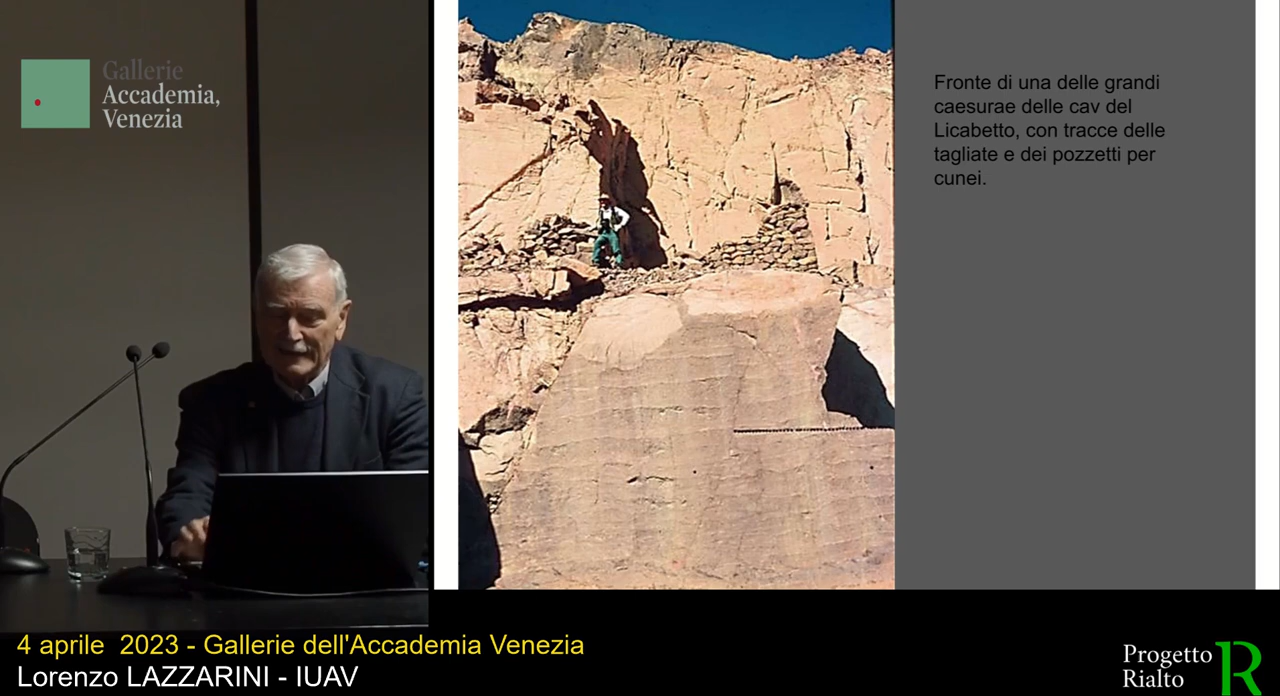 Gallerie
Accademia,
Venezia
Fronte di una delle grandi
caesurae delle cav del
Licabetto, con tracce delle
tagliate e dei pozzetti per
cunei.
4 aprile 2023 - Gallerie dell'Accademia Venezia
Lorenzo LAZZARINI - IUAV
Progetto
Rialto
R